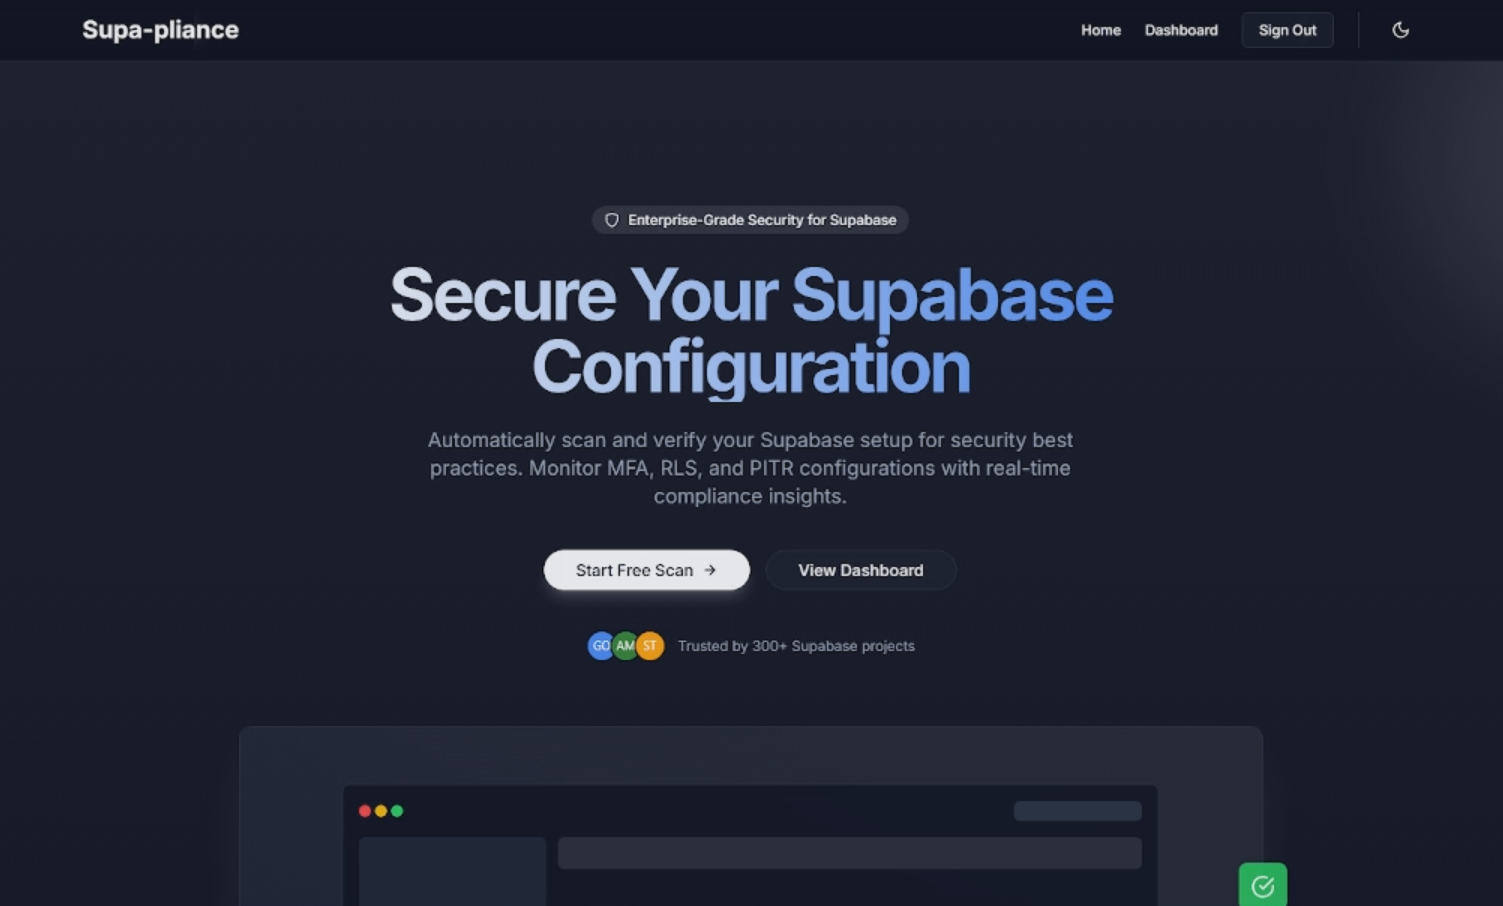 Supa-pliance
Home
Dashboard
Sign Out
Enterprise-Grade Security for Supabase
Secure Your Supabase
Configuration
Automatically scan and verify your Supabase setup for security best
practices. Monitor MFA, RLS, and PITR configurations with real-time
compliance insights.
Start Free Scan →
View Dashboard
GO AM ST Trusted by 300+ Supabase projects